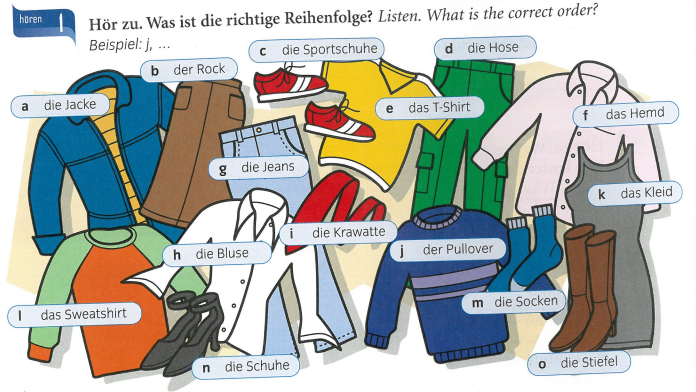 hören 1
Hör zu. Was ist die richtige Reihenfolge? Listen. What is the correct order?
Beispiel: j, ...
c die Sportschuhe
d die Hose
b der Rock
a die Jacke
e das T-Shirt
f das Hemd
g die Jeans
k das Kleid
i die Krawatte
h die Bluse
j der Pullover
m die Socken
l das Sweatshirt
n die Schuhe
o die Stiefel